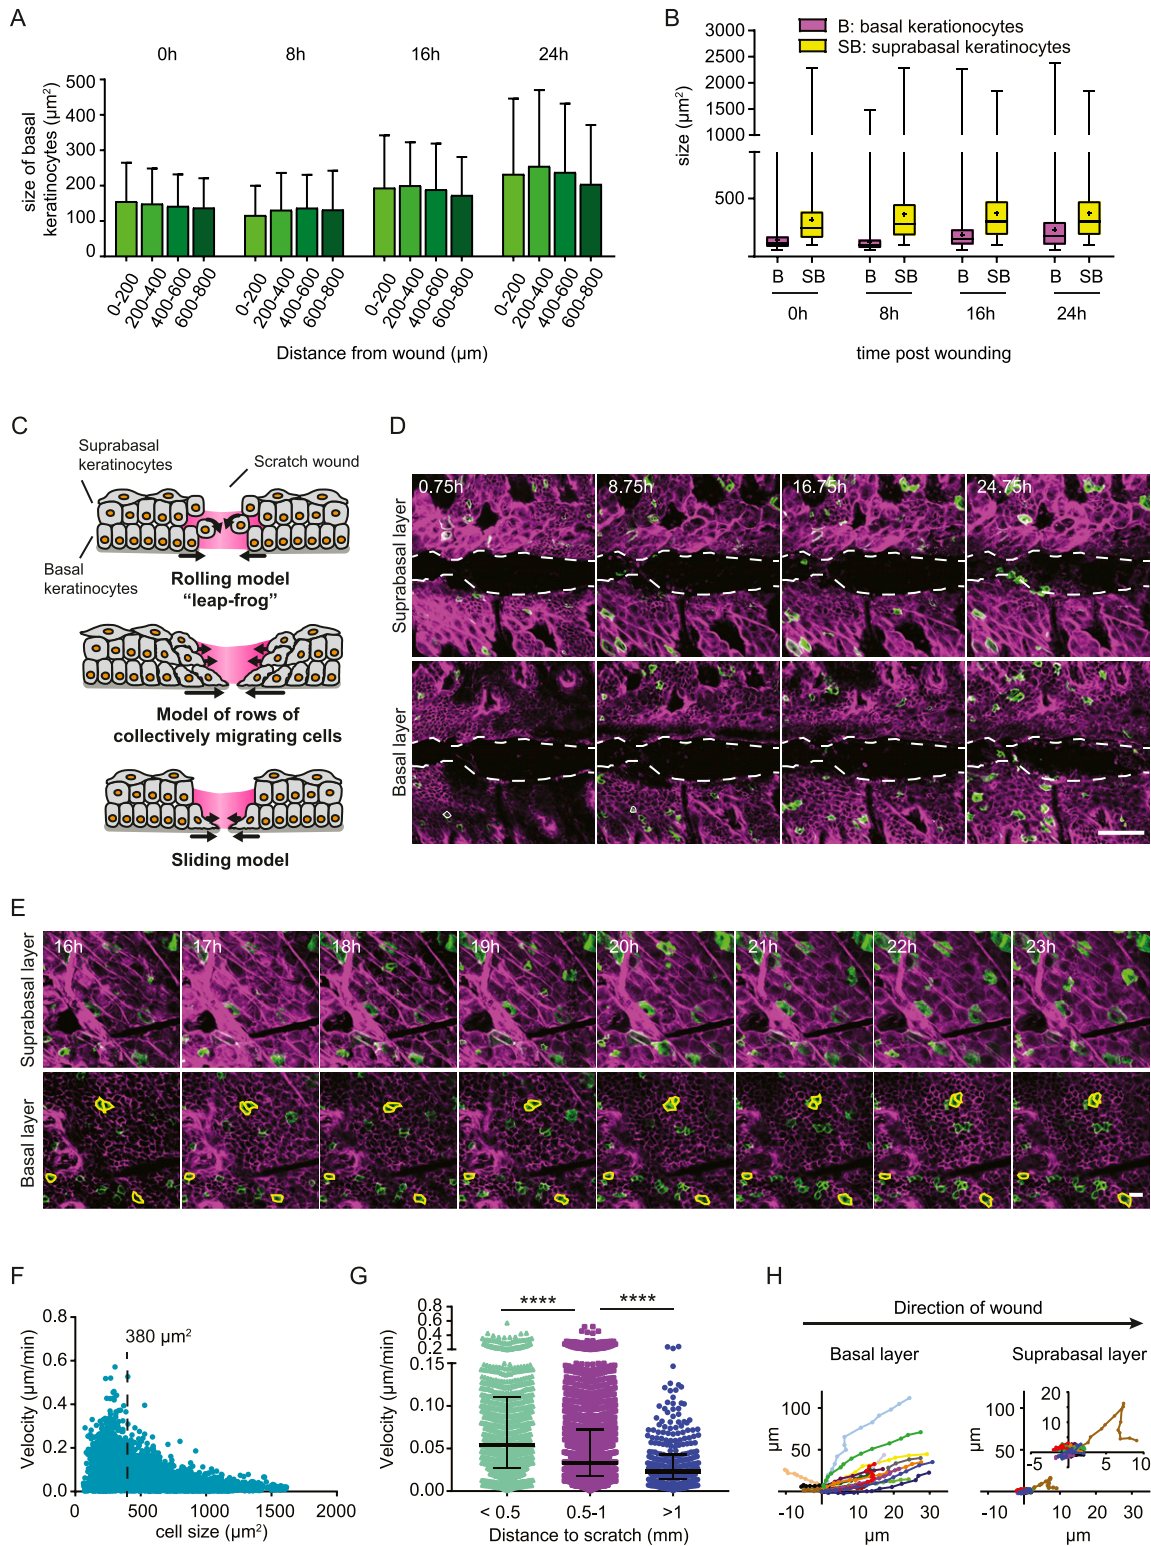 A
0h
8h
16h
24h
size of basal
keratinocytes (µm²)
500
400
300
200
100
0
0-200
200-400
400-600
600-800
0-200
200-400
400-600
600-800
0-200
200-400
400-600
600-800
0-200
200-400
400-600
600-800
Distance from wound (µm)
B
B: basal kerationocytes
SB: suprabasal keratinocytes
size (µm²)
3000
2500
2000
1500
1000
500
B SB B SB B SB B SB
0h 8h 16h 24h
time post wounding
C
Suprabasal
keratinocytes
Scratch wound
Basal
keratinocytes
Rolling model
“leap-frog”
Model of rows of
collectively migrating cells
Sliding model
D
Suprabasal layer
0.75h
8.75h
16.75h
24.75h
Basal layer
E
Suprabasal layer
16h
17h
18h
19h
20h
21h
22h
23h
Basal layer
F
Velocity (µm/min)
0.8
0.6
0.4
0.2
0.0
380 µm²
0 500 1000 1500 2000
cell size (µm²)
G
Velocity (µm/min)
0.8
0.6
0.4
0.2
0.15
0.10
0.05
0.00
****
****
< 0.5
0.5-1
>1
Distance to scratch (mm)
H
Direction of wound
Basal layer
Suprabasal layer
µm
100
50
-10 0 10 20 30
µm
µm
100
50
20
10
0
-5 0 5 10
-10 0 10 20 30
µm